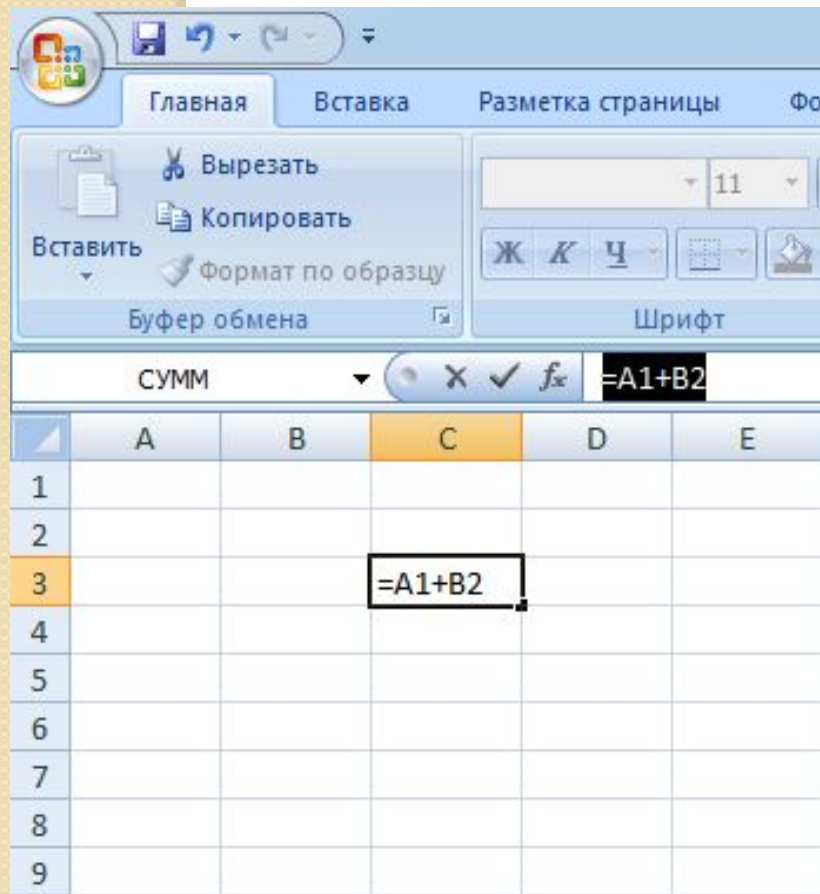 Главная Вставка Разметка страницы Фо
Вырезать
Копировать
Вставить
Формат по образцу
11
Ж К Ч
Буфер обмена
Шрифт
СУММ fx =A1+B2
A B C D E
1
2
3 =A1+B2
4
5
6
7
8
9